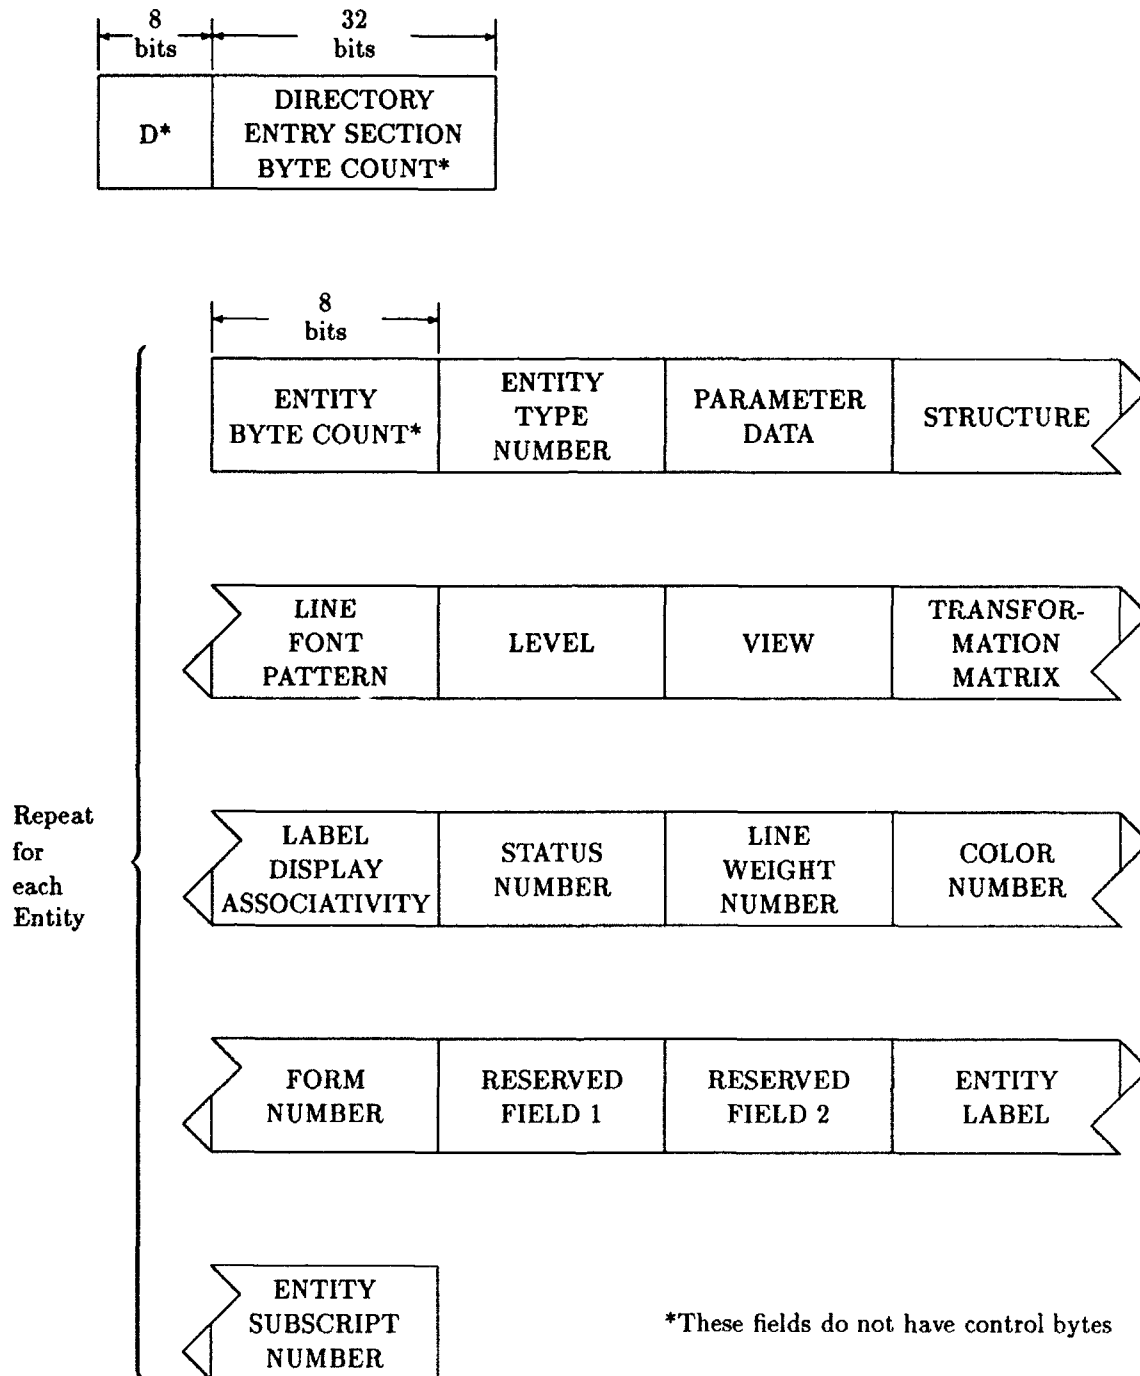 8
bits
32
bits
D*
DIRECTORY
ENTRY SECTION
BYTE COUNT*
8
bits
ENTITY
BYTE COUNT*
ENTITY
TYPE
NUMBER
PARAMETER
DATA
STRUCTURE
LINE
FONT
PATTERN
LEVEL
VIEW
TRANSFOR-
MATION
MATRIX
Repeat
for
each
Entity
LABEL
DISPLAY
ASSOCIATIVITY
STATUS
NUMBER
LINE
WEIGHT
NUMBER
COLOR
NUMBER
FORM
NUMBER
RESERVED
FIELD 1
RESERVED
FIELD 2
ENTITY
LABEL
ENTITY
SUBSCRIPT
NUMBER
*These fields do not have control bytes